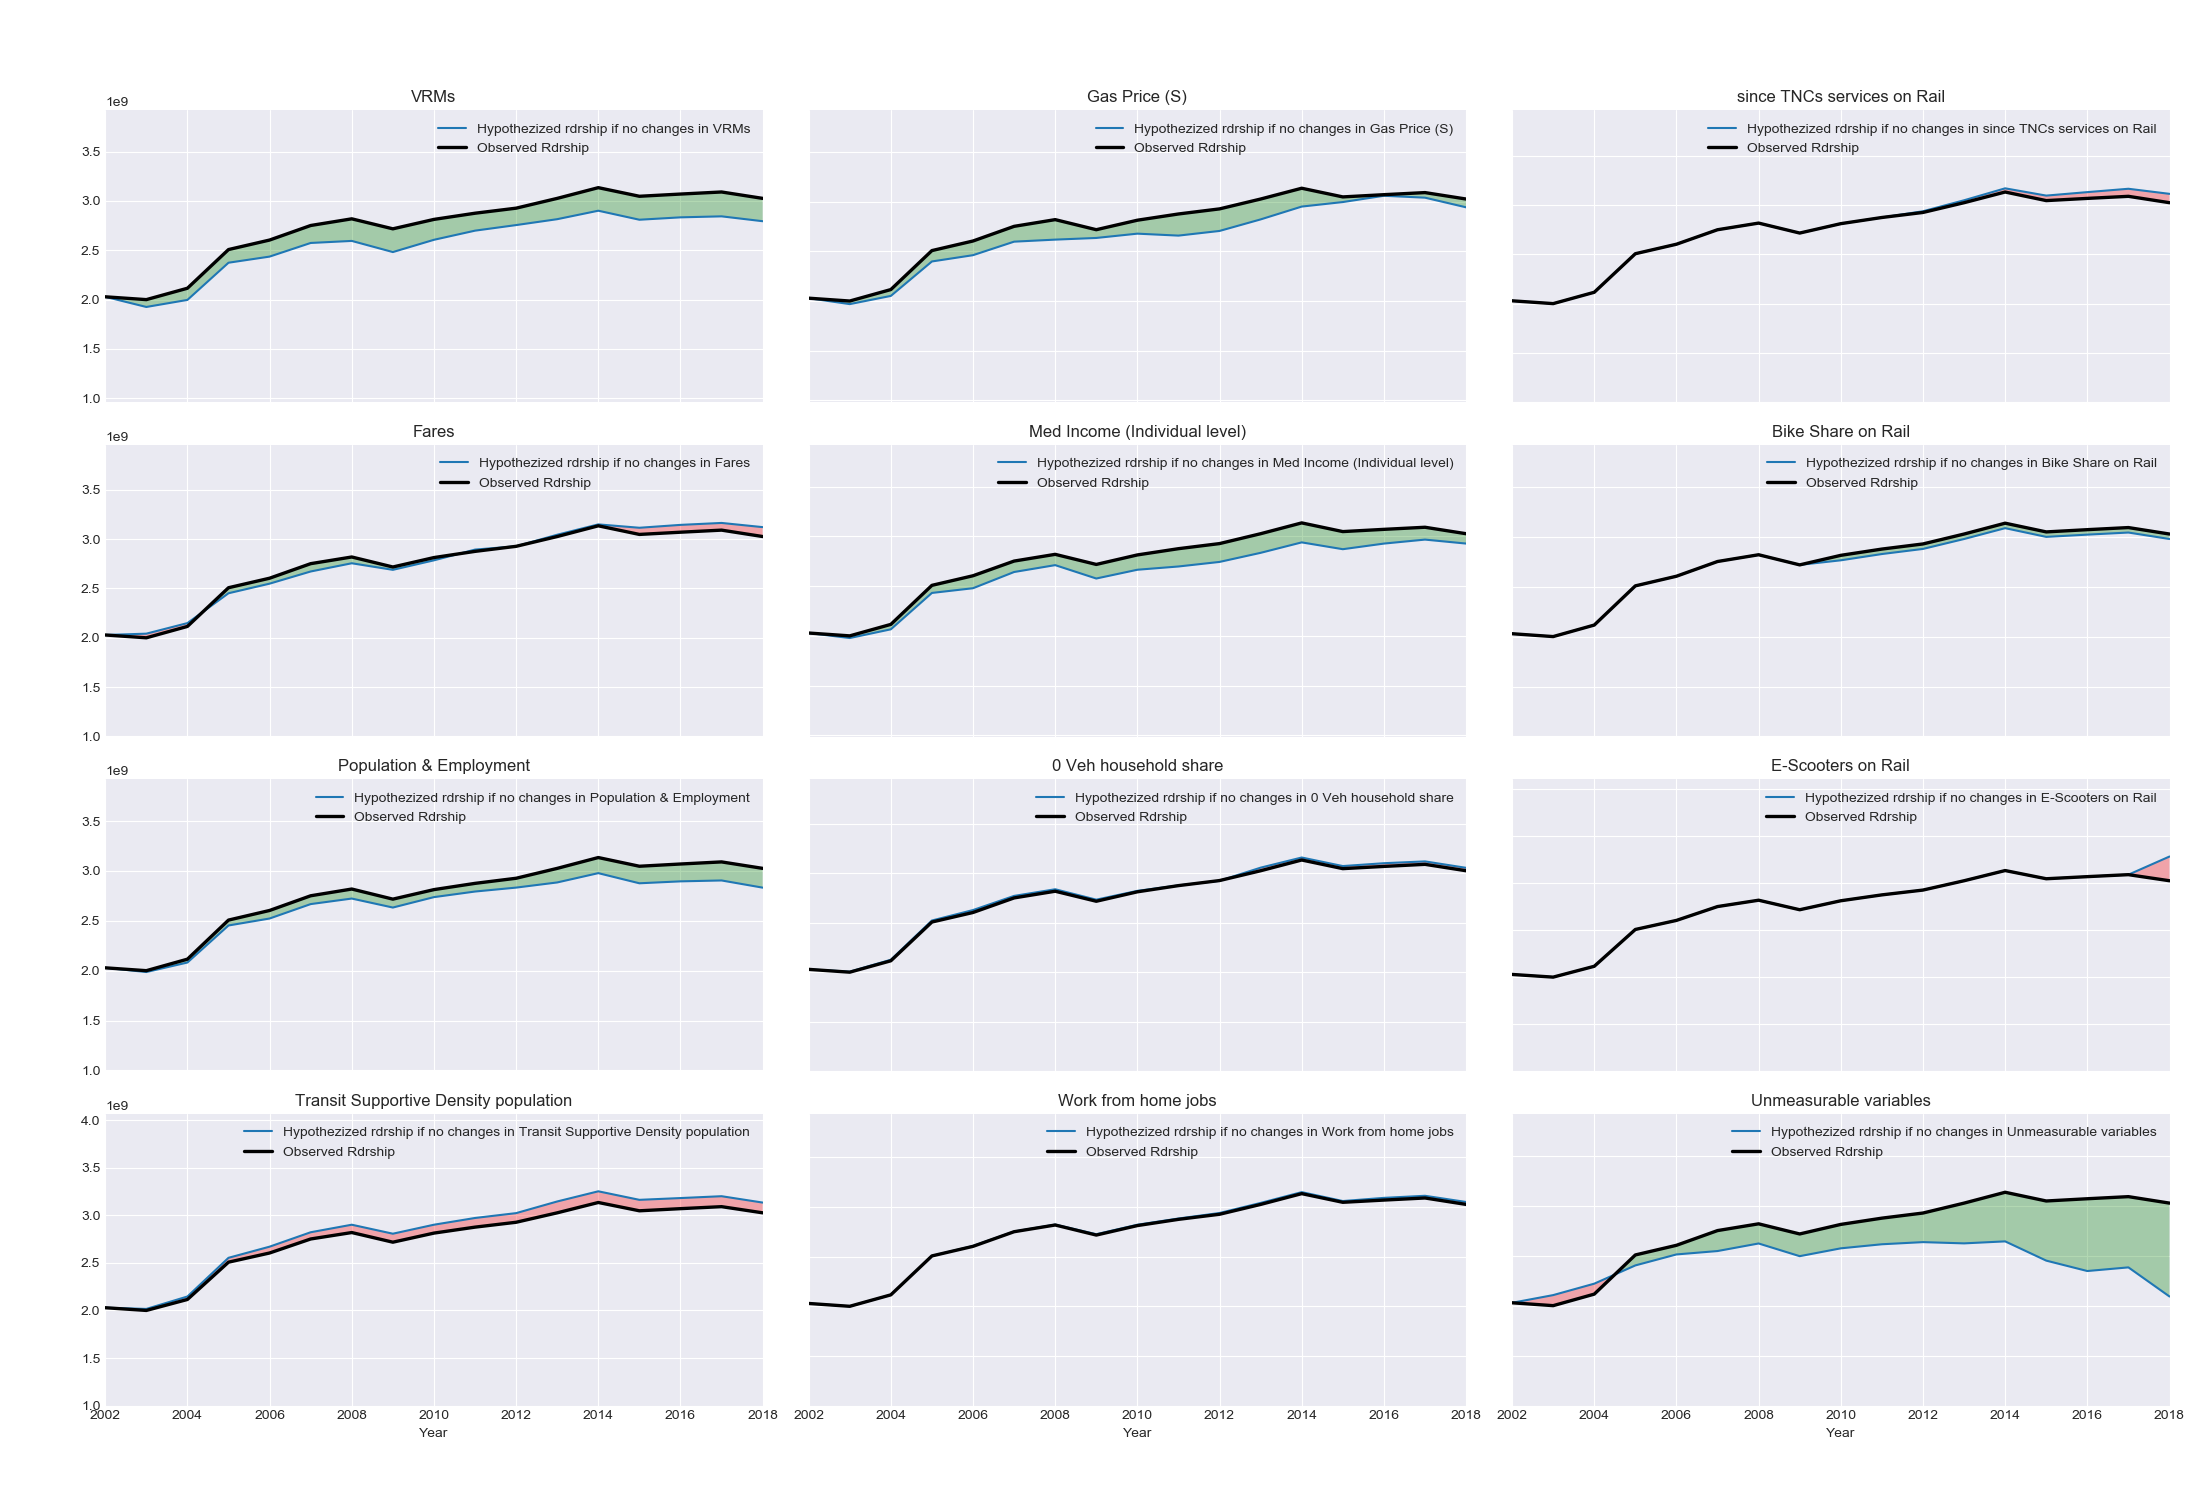 VRMs
1e9
Hypothezized rdrship if no changes in VRMs
Observed Rdrship
3.5
3.0
2.5
2.0
1.5
1.0
Gas Price (S)
Hypothezized rdrship if no changes in Gas Price (S)
Observed Rdrship
since TNCs services on Rail
Hypothezized rdrship if no changes in since TNCs services on Rail
Observed Rdrship
Fares
1e9
Hypothezized rdrship if no changes in Fares
Observed Rdrship
3.5
3.0
2.5
2.0
1.5
1.0
Med Income (Individual level)
Hypothezized rdrship if no changes in Med Income (Individual level)
Observed Rdrship
Bike Share on Rail
Hypothezized rdrship if no changes in Bike Share on Rail
Observed Rdrship
Population & Employment
1e9
Hypothezized rdrship if no changes in Population & Employment
Observed Rdrship
3.5
3.0
2.5
2.0
1.5
1.0
0 Veh household share
Hypothezized rdrship if no changes in 0 Veh household share
Observed Rdrship
E-Scooters on Rail
Hypothezized rdrship if no changes in E-Scooters on Rail
Observed Rdrship
Transit Supportive Density population
1e9
Hypothezized rdrship if no changes in Transit Supportive Density population
Observed Rdrship
4.0
3.5
3.0
2.5
2.0
1.5
1.0
2002 2004 2006 2008 2010 2012 2014 2016 2018
Year
Work from home jobs
Hypothezized rdrship if no changes in Work from home jobs
Observed Rdrship
2002 2004 2006 2008 2010 2012 2014 2016 2018
Year
Unmeasurable variables
Hypothezized rdrship if no changes in Unmeasurable variables
Observed Rdrship
2002 2004 2006 2008 2010 2012 2014 2016 2018
Year